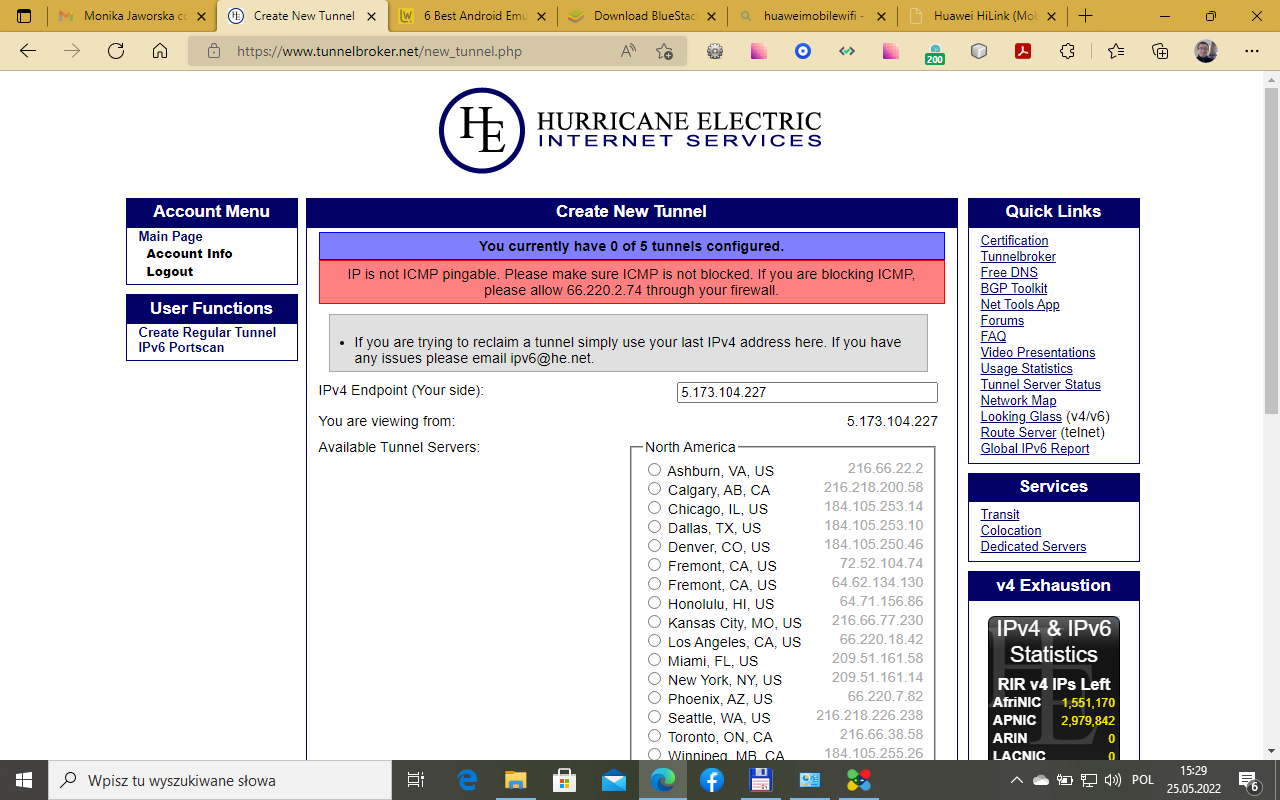 Monika Jaworska co
Create New Tunnel
6 Best Android Emu
Download BlueStac
huaweimobilewifi -
Huawei HiLink (Mob
https://www.tunnelbroker.net/new_tunnel.php
200
HE
HURRICANE ELECTRIC
INTERNET SERVICES
Account Menu
Main Page
Account Info
Logout
User Functions
Create Regular Tunnel
IPv6 Portscan
Create New Tunnel
You currently have 0 of 5 tunnels configured.
IP is not ICMP pingable. Please make sure ICMP is not blocked. If you are blocking ICMP,
please allow 66.220.2.74 through your firewall.
• If you are trying to reclaim a tunnel simply use your last IPv4 address here. If you have
any issues please email ipv6@he.net.
IPv4 Endpoint (Your side): 5.173.104.227
You are viewing from: 5.173.104.227
Available Tunnel Servers:
North America
Ashburn, VA, US 216.66.22.2
Calgary, AB, CA 216.218.200.58
Chicago, IL, US 184.105.253.14
Dallas, TX, US 184.105.253.10
Denver, CO, US 184.105.250.46
Fremont, CA, US 72.52.104.74
Fremont, CA, US 64.62.134.130
Honolulu, HI, US 64.71.156.86
Kansas City, MO, US 216.66.77.230
Los Angeles, CA, US 66.220.18.42
Miami, FL, US 209.51.161.58
New York, NY, US 209.51.161.14
Phoenix, AZ, US 66.220.7.82
Seattle, WA, US 216.218.226.238
Toronto, ON, CA 216.66.38.58
Winnipeg, MB, CA 184.105.255.26
Quick Links
Certification
Tunnelbroker
Free DNS
BGP Toolkit
Net Tools App
Forums
FAQ
Video Presentations
Usage Statistics
Tunnel Server Status
Network Map
Looking Glass (v4/v6)
Route Server (telnet)
Global IPv6 Report
Services
Transit
Colocation
Dedicated Servers
v4 Exhaustion
IPv4 & IPv6
Statistics
RIR v4 IPs Left
AfriNIC 1,551,170
APNIC 2,979,842
ARIN 0
LACNIC 0
Wpisz tu wyszukiwane słowa
POL
15:29
25.05.2022
6